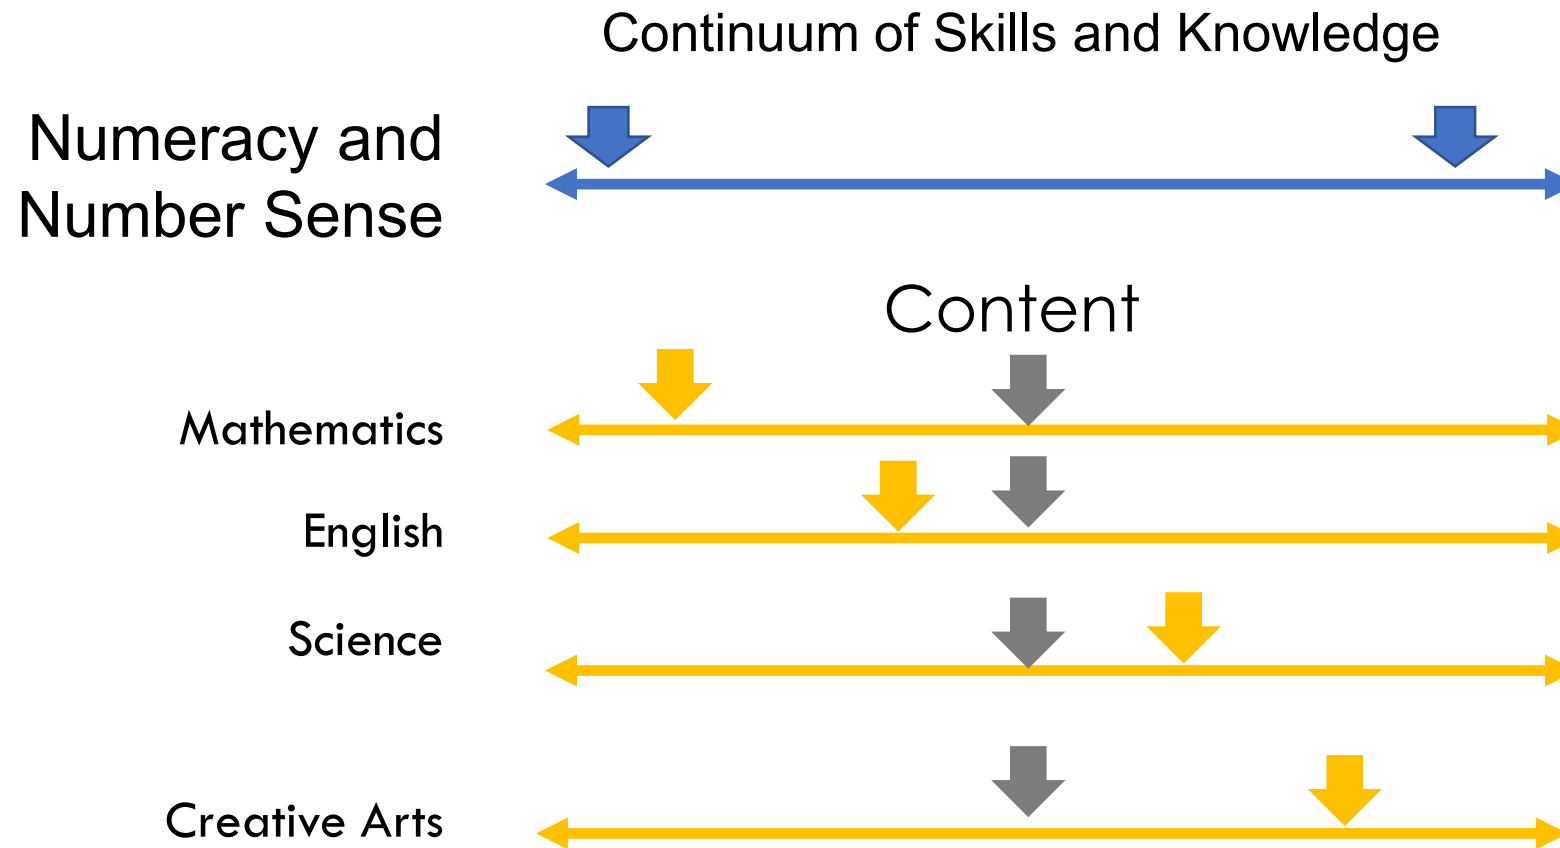 Continuum of Skills and Knowledge
Numeracy and
Number Sense
Content
Mathematics
English
Science
Creative Arts